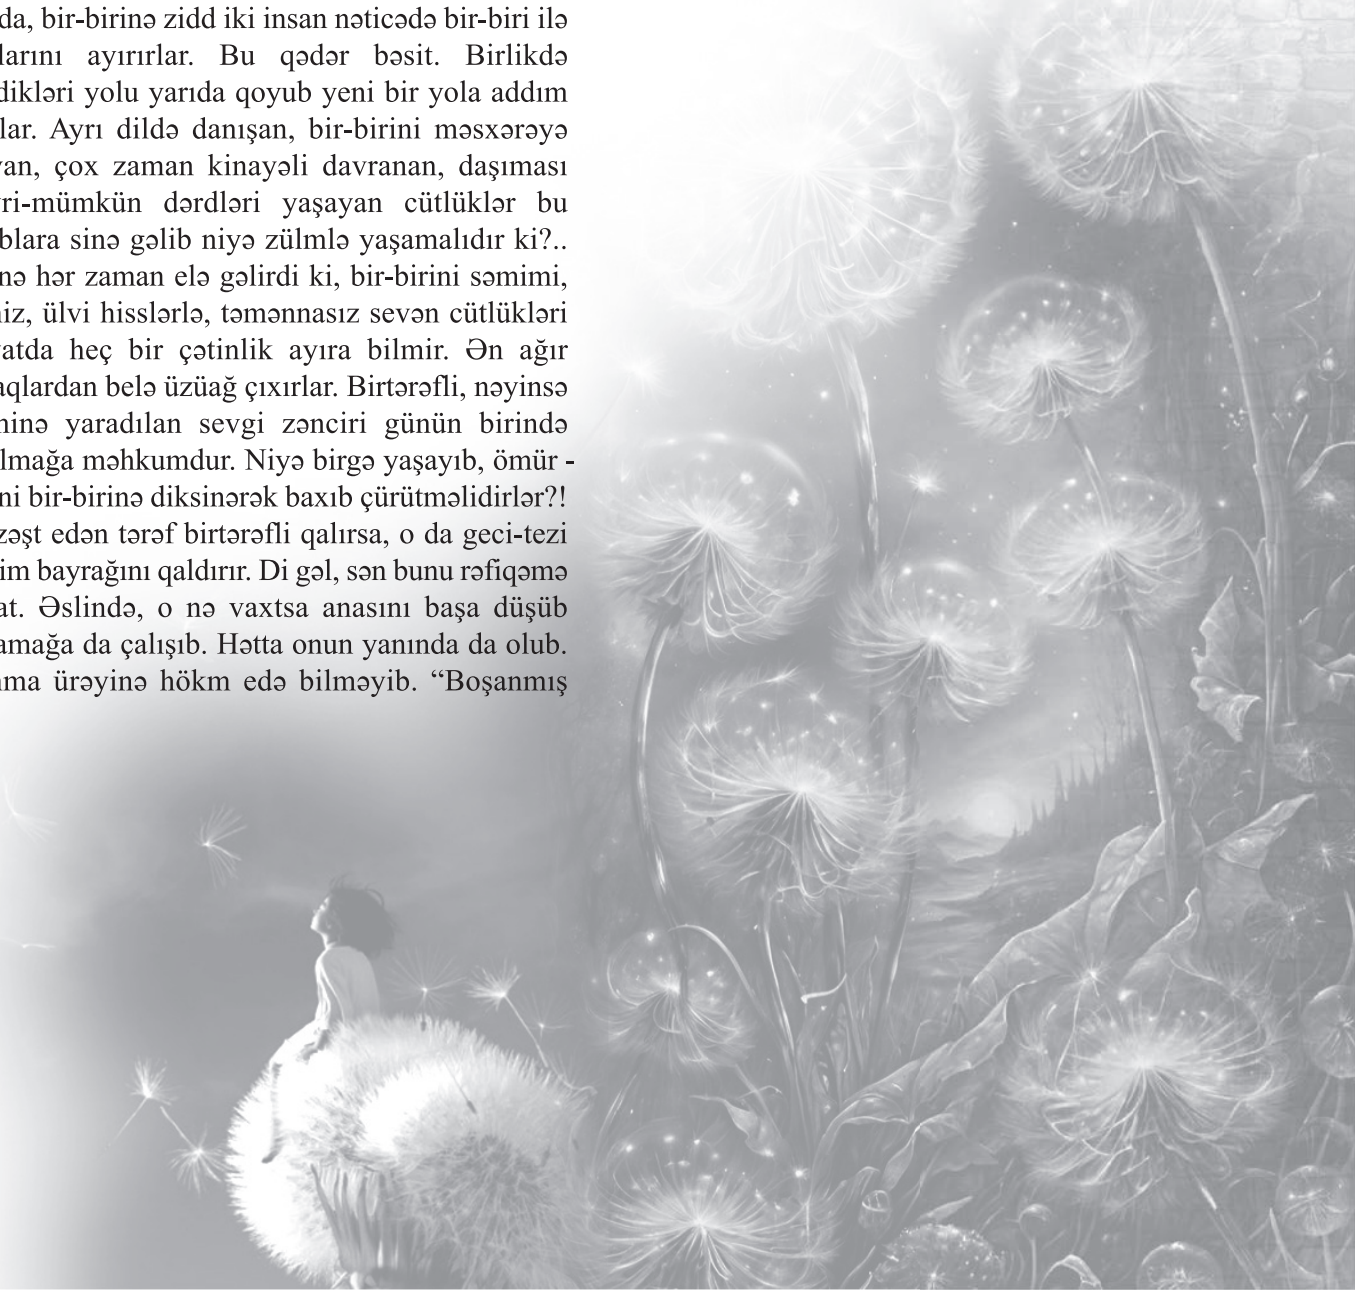 da, bir-birinə zidd iki insan nəticədə bir-biri ilə
larını ayırırlar. Bu qədər bəsit. Birlikdə
dikləri yolu yarıda qoyub yeni bir yola addım
lar. Ayrı dildə danışan, bir-birini məsxərəyə
yan, çox zaman kinayəli davranan, daşıması
ri-mümkün dərdləri yaşayan cütlüklər bu
blara sinə gəlib niyə zülmlə yaşamalıdır ki?..
nə hər zaman elə gəlirdi ki, bir-birini səmimi,
iz, ülvi hisslərlə, təmənnasız sevən cütlükləri
atda heç bir çətinlik ayıra bilmir. Ən ağır
aqlardan belə üzüağ çıxırlar. Birtərəfli, nəyinsə
inə yaradılan sevgi zənciri günün birində
lmağa məhkumdur. Niyə birgə yaşayıb, ömür -
ni bir-birinə diksinərək baxıb çürütməlidirlər?!
zəşt edən tərəf birtərəfli qalırsa, o da geci-tezi
im bayrağını qaldırır. Di gəl, sən bunu rəfiqəmə
at. Əslində, o nə vaxtsa anasını başa düşüb
amağa da çalışıb. Hətta onun yanında da olub.
ma ürəyinə hökm edə bilməyib. “Boşanmış